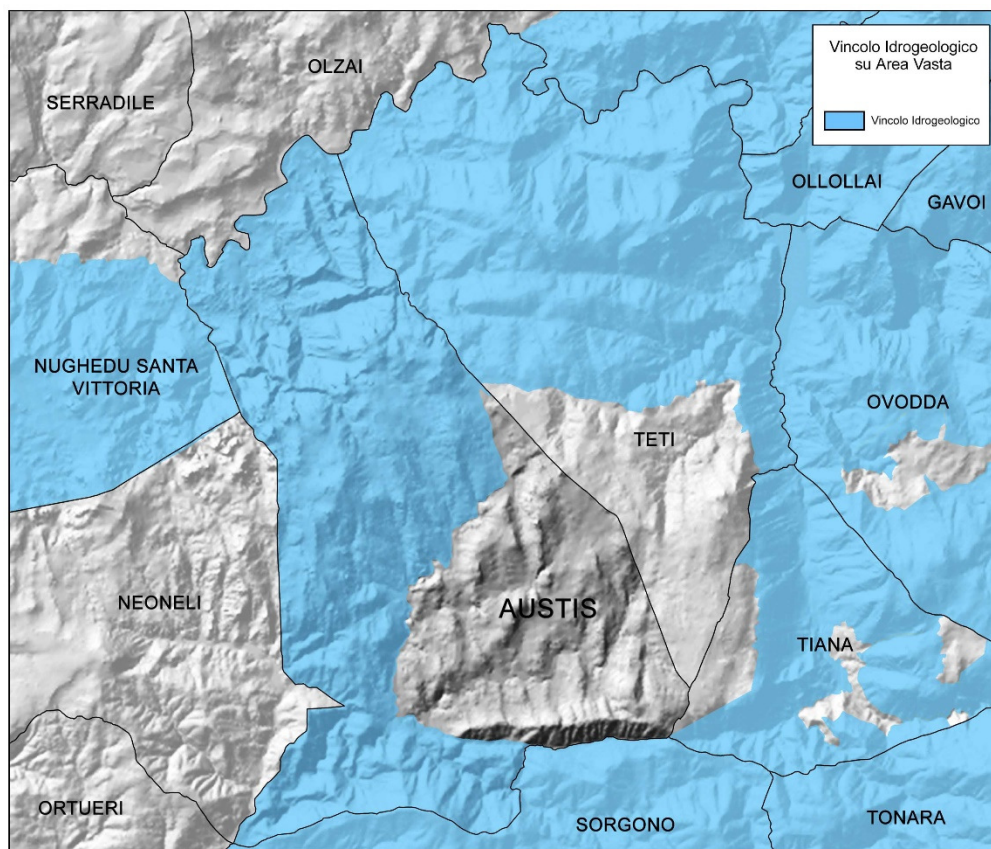 Vincolo Idrogeologico
su Area Vasta
Vincolo Idrogeologico
OLZAI
SERRADILE
OLLOLLAI
GAVOI
NUGHEDU SANTA
VITTORIA
OVODDA
TETI
NEONELI
AUSTIS
TIANA
ORTUERI
SORGONO
TONARA